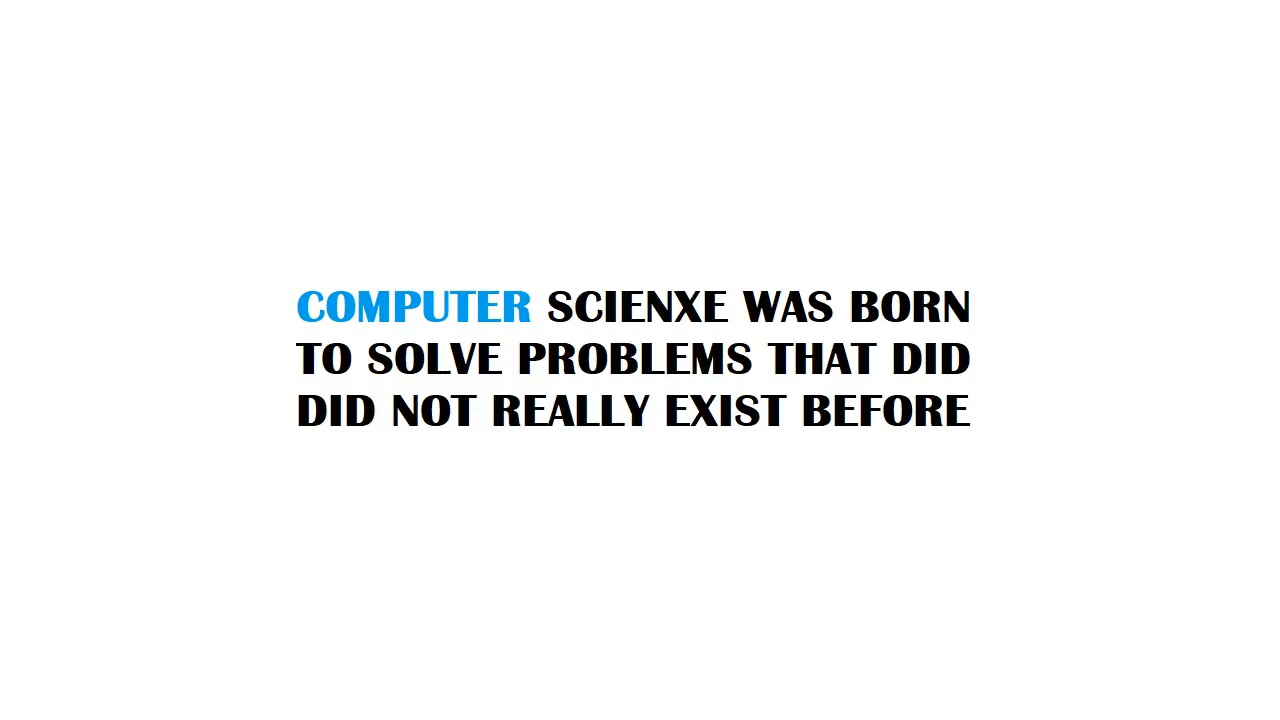 COMPUTER SCIENXE WAS BORN
TO SOLVE PROBLEMS THAT DID
DID NOT REALLY EXIST BEFORE